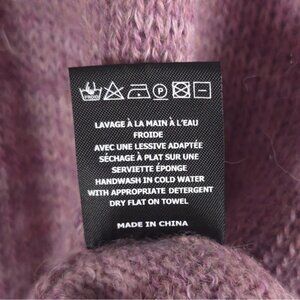 FROID
P
LAVAGE À LA MAIN À L'EAU
FROIDE
AVEC UNE LESSIVE ADAPTÉE
SÉCHAGE À PLAT SUR UNE
SERVIETTE ÉPONGE
HANDWASH IN COLD WATER
WITH APPROPRIATE DETERGENT
DRY FLAT ON TOWEL
MADE IN CHINA